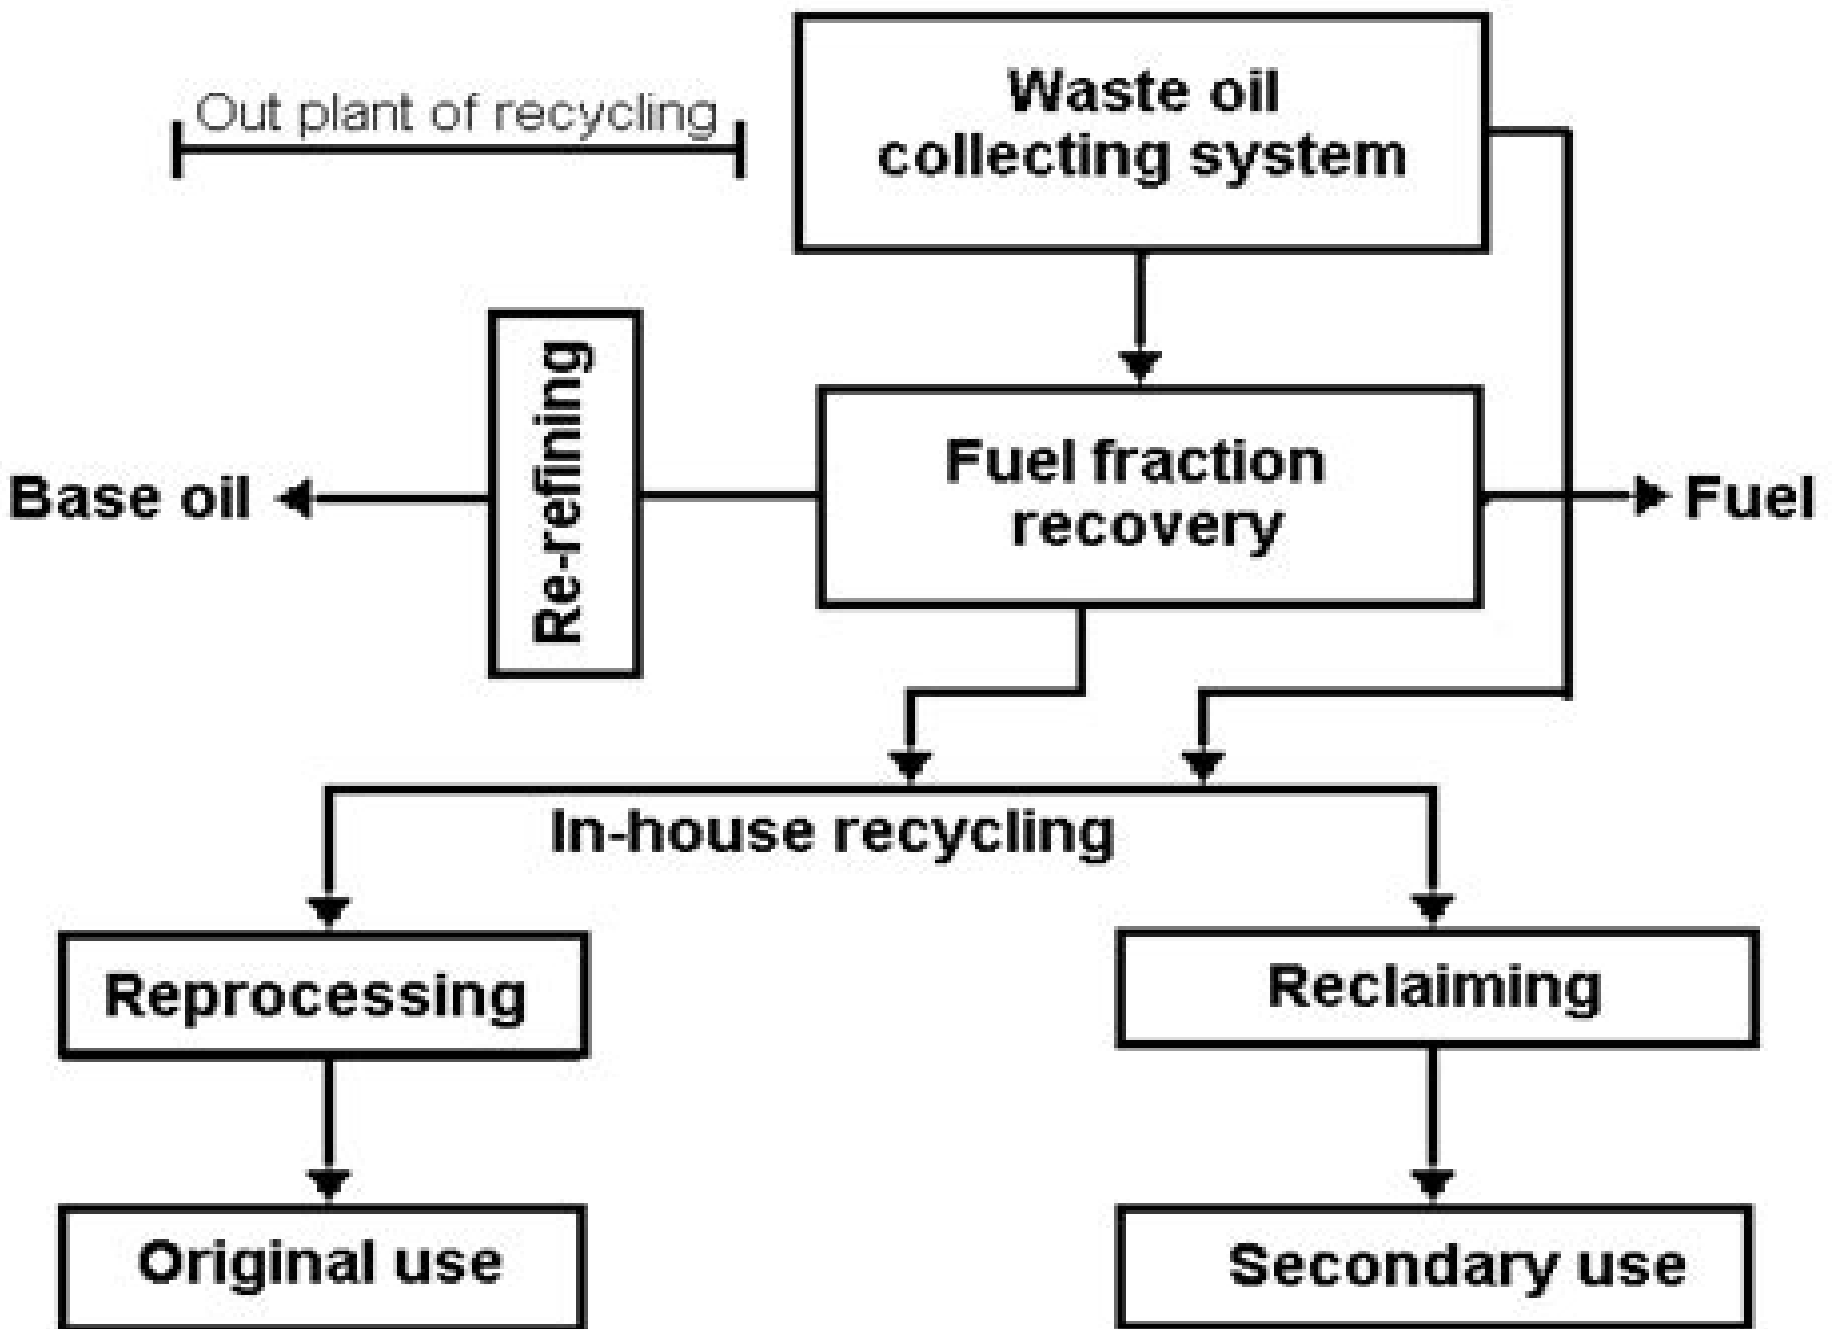 Out plant of recycling
Waste oil
collecting system
Re-refining
Base oil
Fuel fraction
recovery
Fuel
In-house recycling
Reprocessing
Reclaiming
Original use
Secondary use